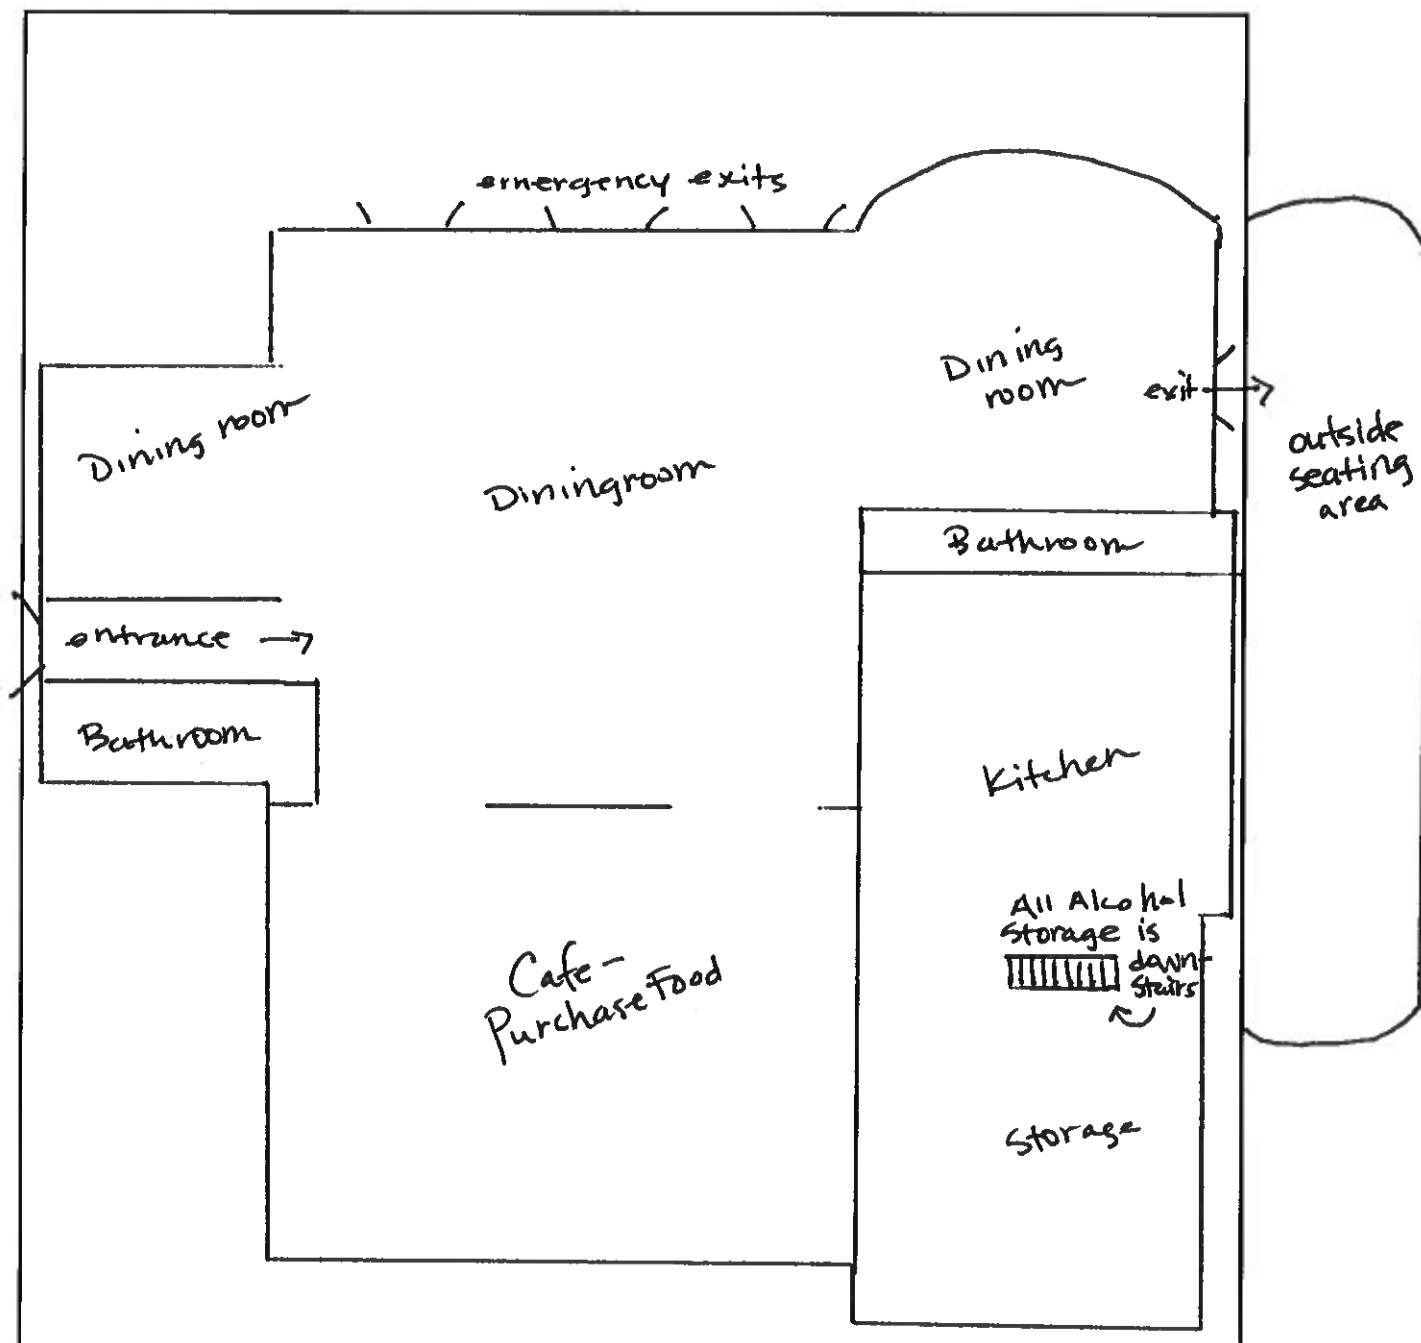 emergency exits
Dining
room
exit
outside
seating
area
Dining room
Diningroom
Bathroom
entrance
Bathroom
Kitchen
All Alcohol
Storage is
down-
stairs
Cafe-
Purchase Food
Storage